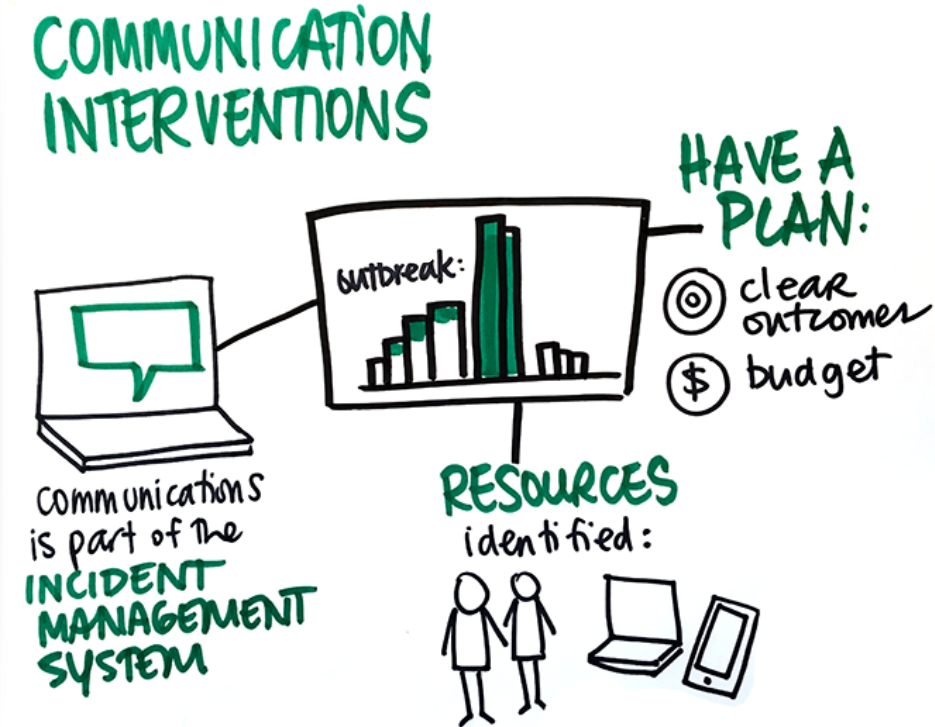 COMMUNICATION
INTERVENTIONS
outbreak:
HAVE A
PLAN:
clear
outcomes
$ budget
communications
is part of the
INCIDENT
MANAGEMENT
SYSTEM
RESOURCES
identified: